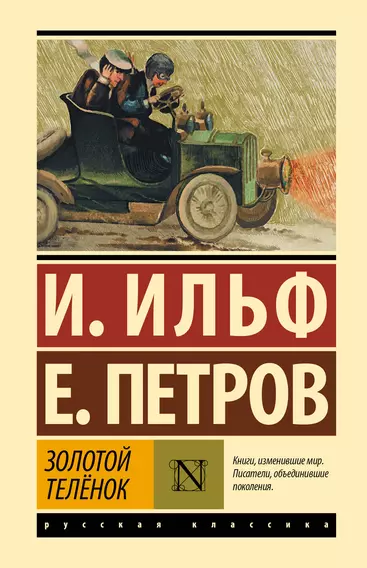 И. ИЛЬФ
Е. ПЕТРОВ
ЗОЛОТОЙ
ТЕЛЁНОК
N
Книги, изменившие мир.
Писатели, объединившие
поколения.
русская классика